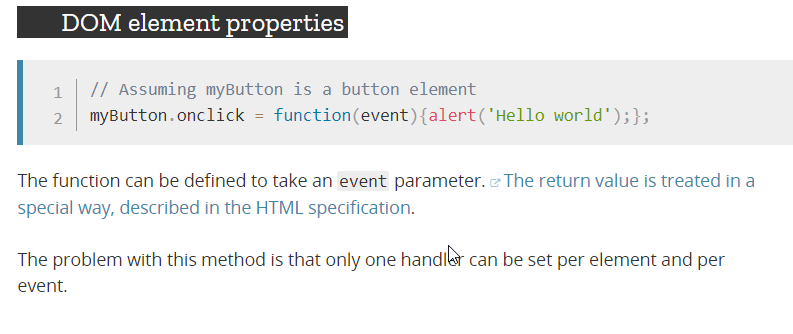 DOM element properties
1 // Assuming myButton is a button element
2 myButton.onclick = function(event){alert('Hello world');};
The function can be defined to take an event parameter. The return value is treated in a
special way, described in the HTML specification.
The problem with this method is that only one handler can be set per element and per
event.